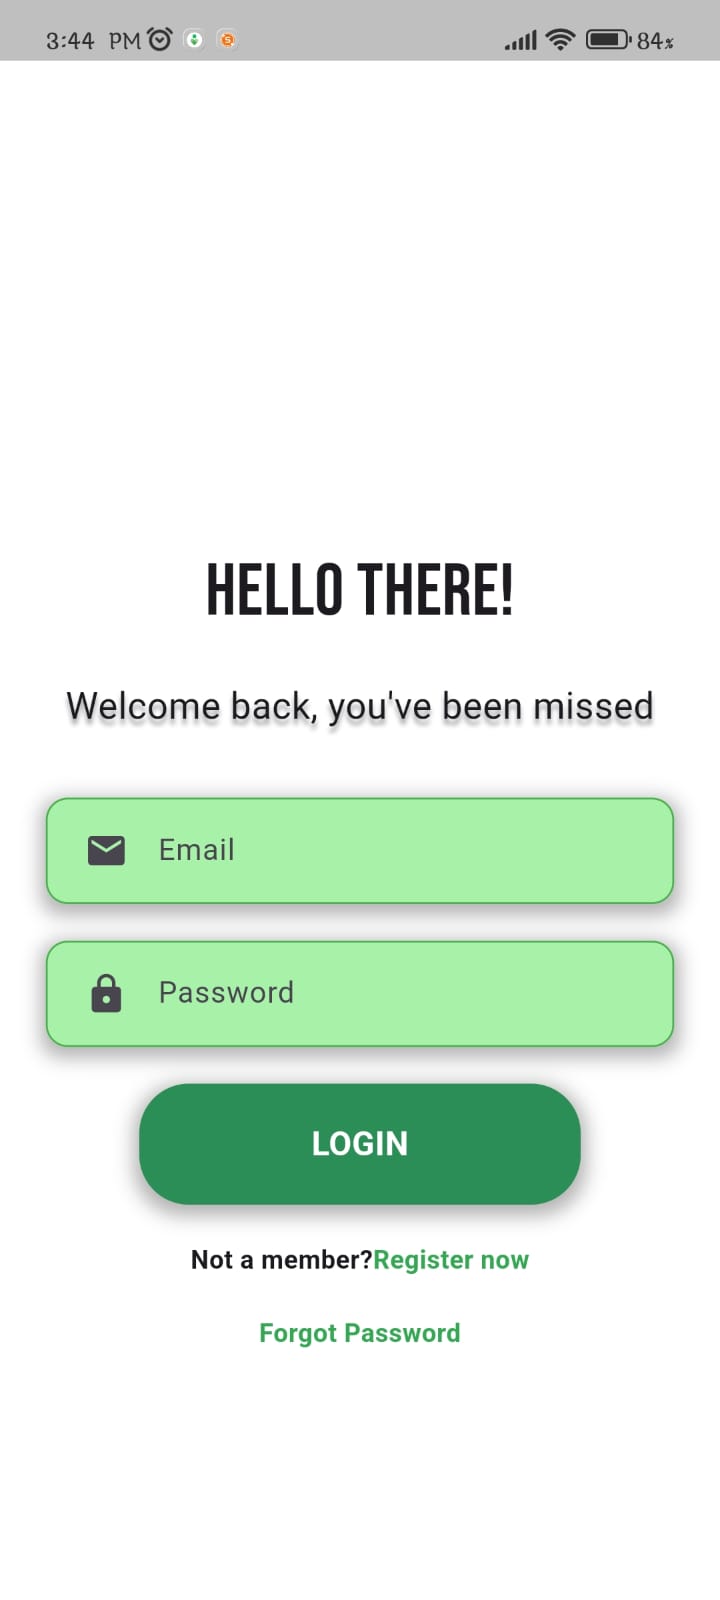 3:44 PM 84%
HELLO THERE!
Welcome back, you've been missed
Email
Password
LOGIN
Not a member?Register now
Forgot Password